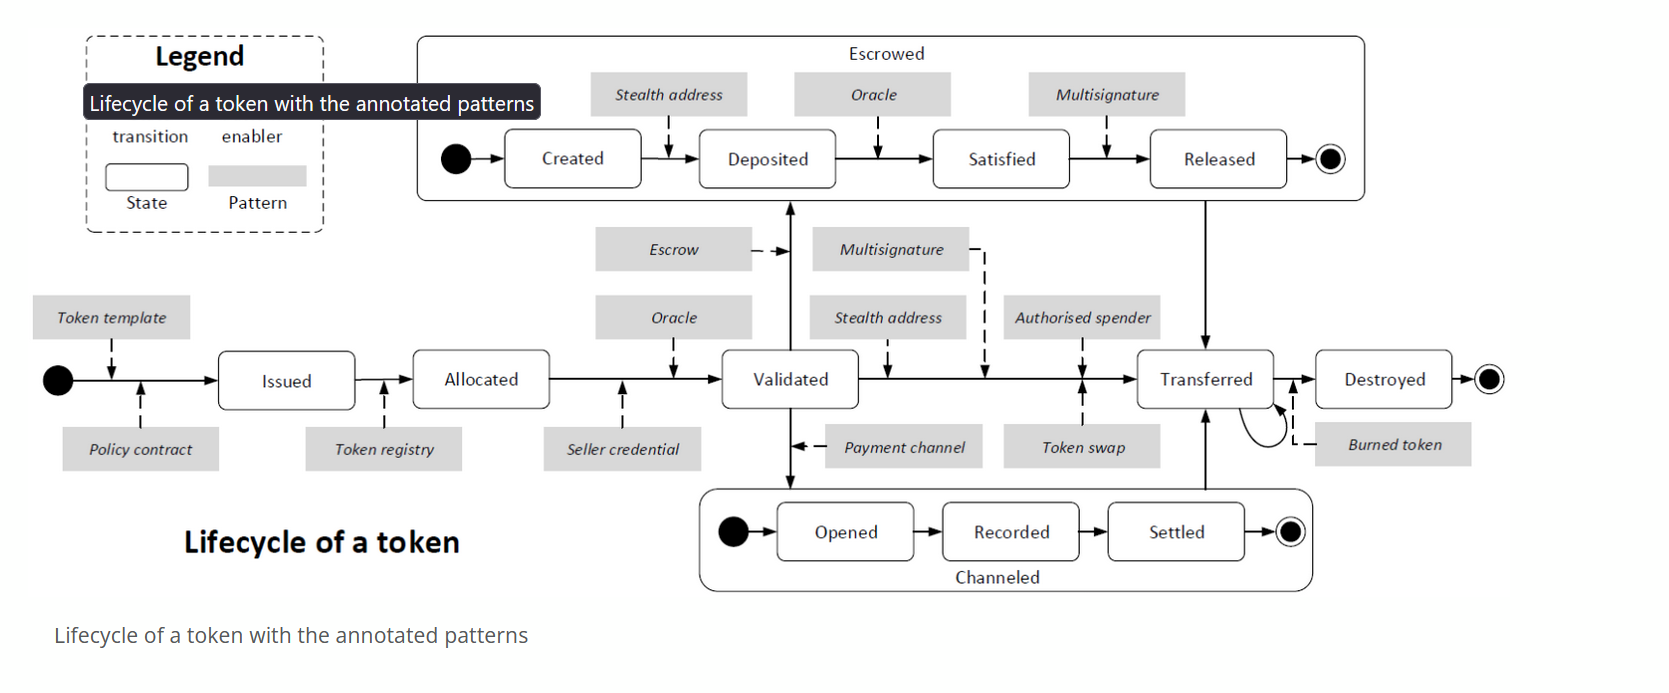 Legend
Lifecycle of a token with the annotated patterns
transition enabler
State Pattern
Escrowed
Stealth address
Oracle
Multisignature
Created
Deposited
Satisfied
Released
Escrow
Multisignature
Token template
Oracle
Stealth address
Authorised spender
Issued
Allocated
Validated
Transferred
Destroyed
Policy contract
Token registry
Seller credential
Payment channel
Token swap
Burned token
Opened
Recorded
Settled
Channeled
Lifecycle of a token
Lifecycle of a token with the annotated patterns